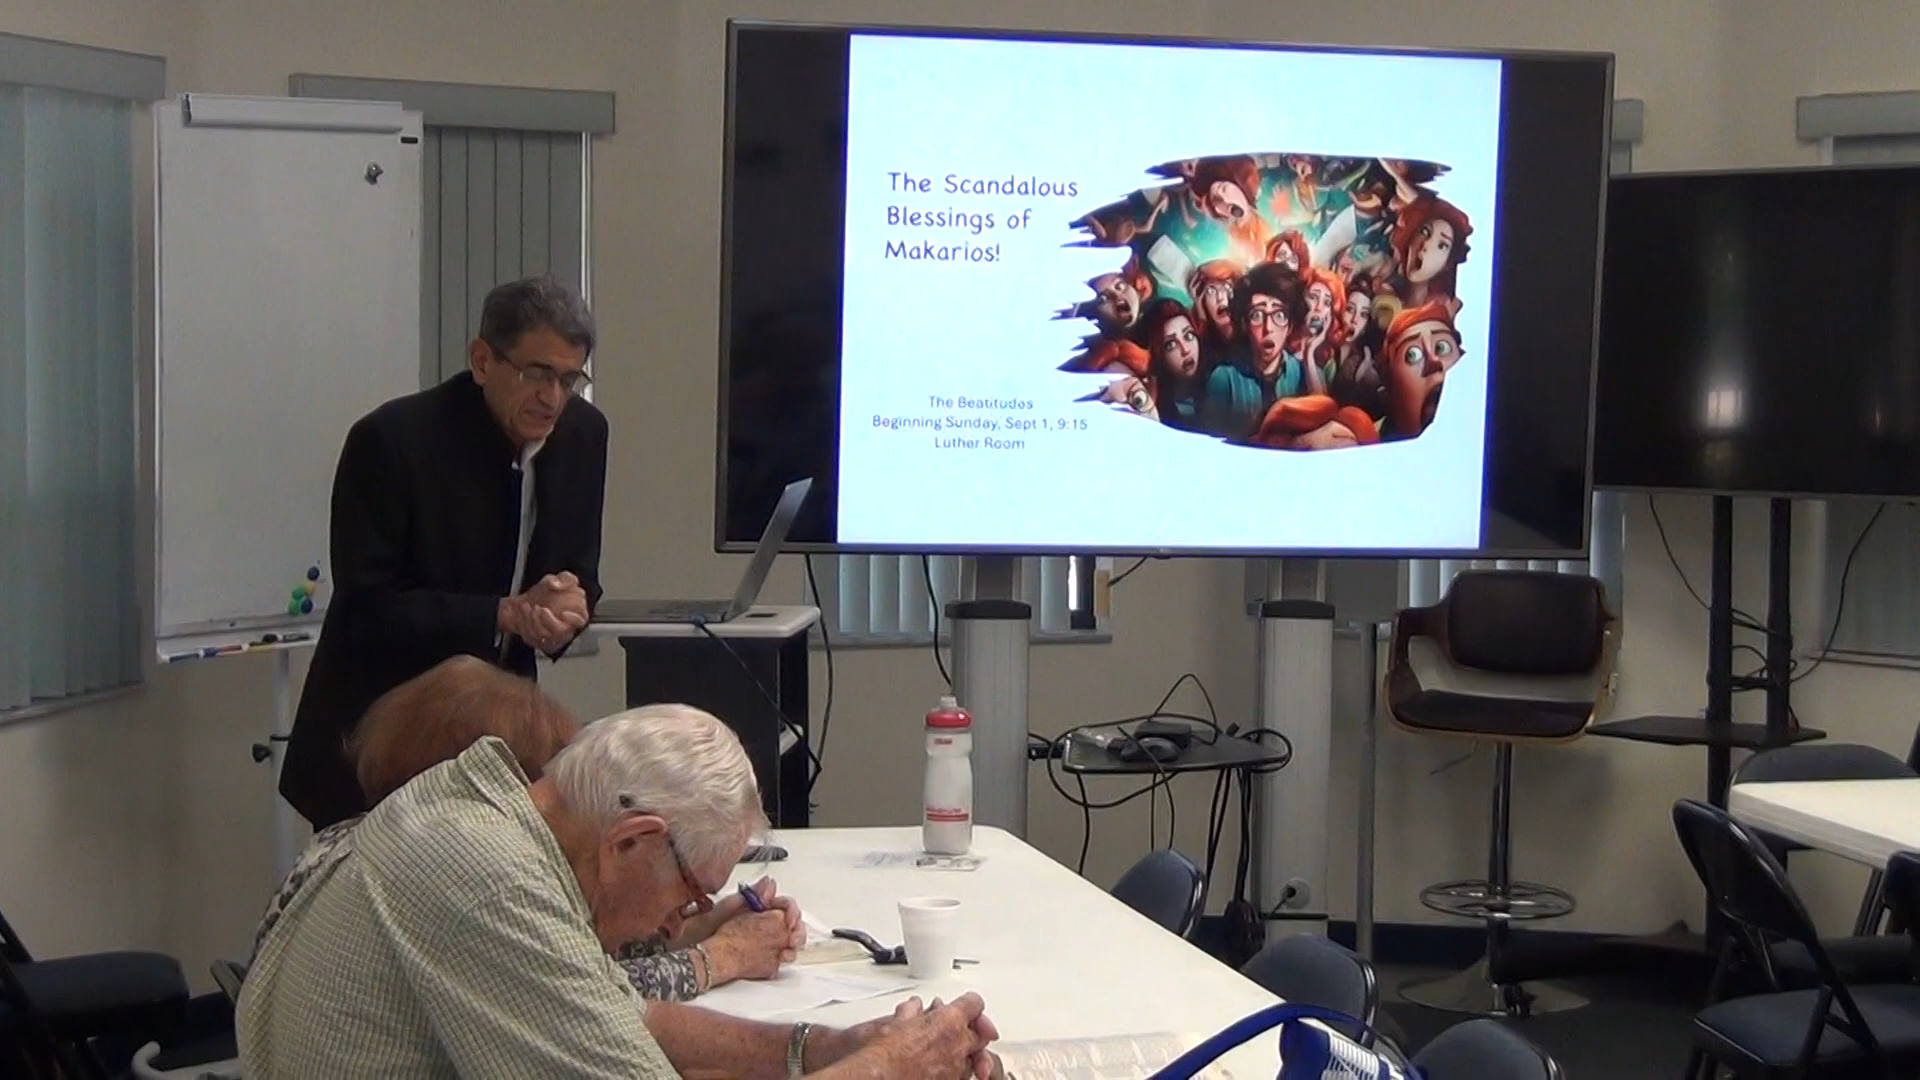 The Scandalous
Blessings of
Makarios!
The Beatitudes
Beginning Sunday, Sept 1, 9:15
Luther Room